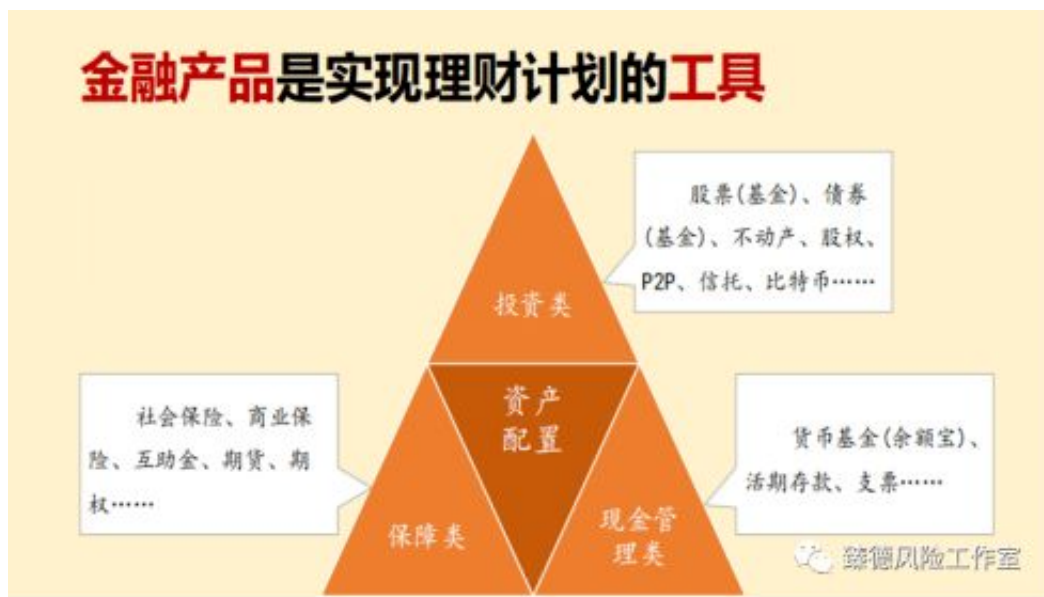 金融产品是实现理财计划的工具
股票(基金)、债券
(基金)、不动产、股权、
P2P、信托、比特币……
投资类
资产
配置
社会保险、商业保
险、互助金、期货、期
权……
保障类
货币基金(余额宝)、
活期存款、支票……
现金管
理类
臻德风险工作室